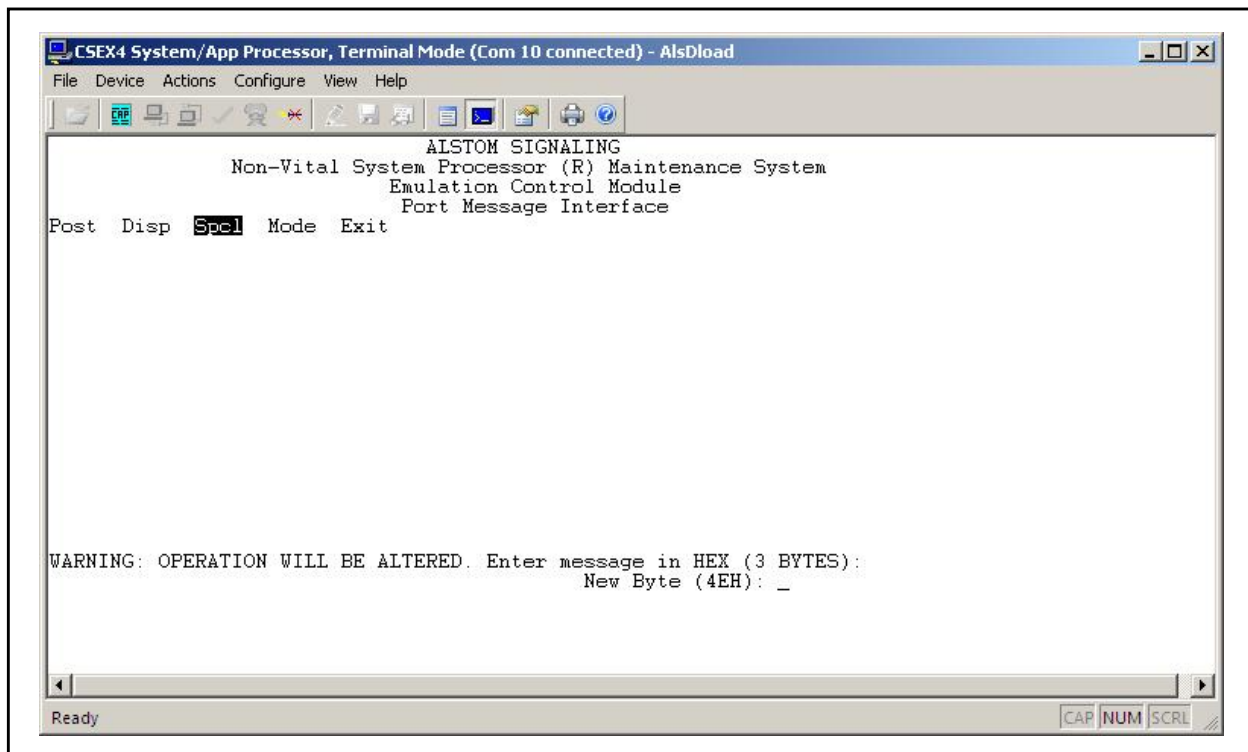 CSEX4 System/App Processor, Terminal Mode (Com 10 connected) - AlsDload
File Device Actions Configure View Help
CAP
ALSTOM SIGNALING
Non-Vital System Processor (R) Maintenance System
Emulation Control Module
Port Message Interface
Post Disp Spcl Mode Exit
WARNING: OPERATION WILL BE ALTERED. Enter message in HEX (3 BYTES):
New Byte (4EH): _
Ready CAP NUM SCRL